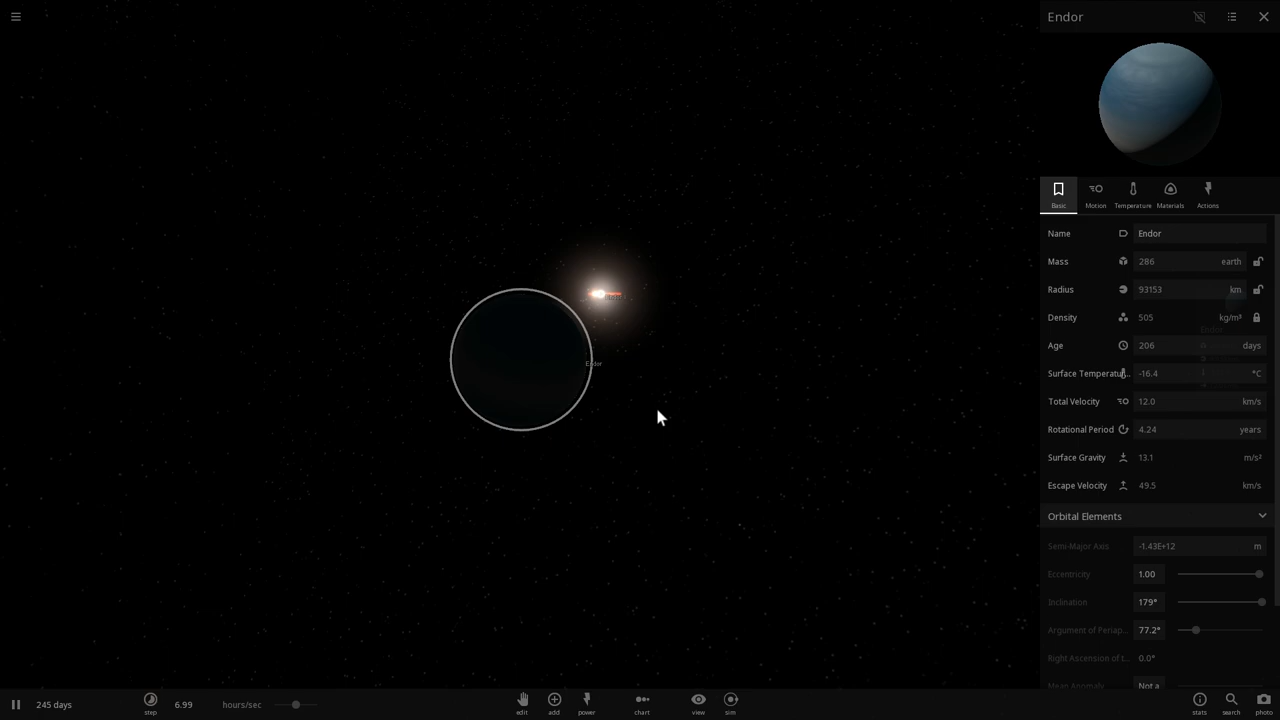 Endor
Basic Motion Temperature Materials Actions
Name Endor
Mass 286 earth
Radius 93153 km
Density 505 kg/m³
Age 206 days
Surface Temperatu... -16.4 °C
Total Velocity 12.0 km/s
Rotational Period 4.24 years
Surface Gravity 13.1 m/s²
Escape Velocity 49.5 km/s
Orbital Elements
Semi-Major Axis -1.43E+12 m
Eccentricity 1.00
Inclination 179°
Argument of Periap... 77.2°
Right Ascension of t... 0.0°
Mean Anomaly Not a
Endor
Endor
245 days step 6.99 hours/sec edit add power chart view sim stats search photo